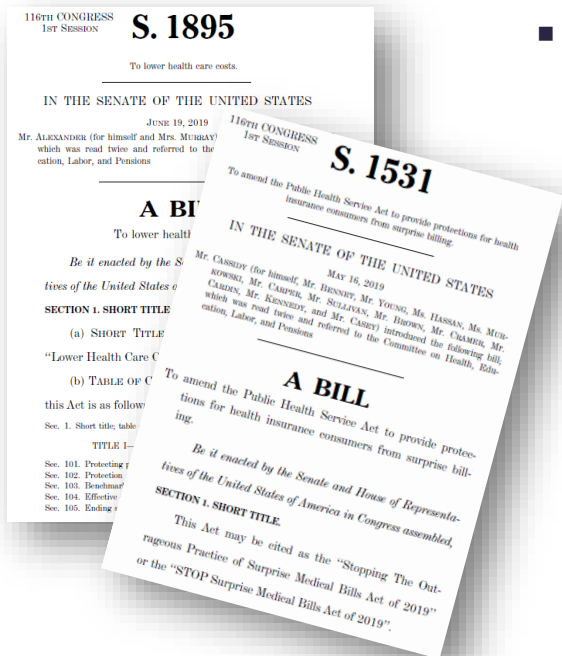 116TH CONGRESS
1ST SESSION
S. 1895
To lower health care costs.
IN THE SENATE OF THE UNITED STATES
JUNE 19, 2019
Mr. ALEXANDER (for himself and Mrs. MURRAY)
which was read twice and referred to the
cation, Labor, and Pensions
A BI
To lower healt
Be it enacted by the S
tives of the United States o
SECTION 1. SHORT TITLE
(a) SHORT TITLE
“Lower Health Care C
(b) TABLE OF C
this Act is as follow
Sec. 1. Short title; table
TITLE I—
Sec. 101. Protecting p
Sec. 102. Protection
Sec. 103. Benchmar
Sec. 104. Effective
Sec. 105. Ending s
116TH CONGRESS
1ST SESSION
S. 1531
To amend the Public Health Service Act to provide protections for health
insurance consumers from surprise billing.
IN THE SENATE OF THE UNITED STATES
MAY 16, 2019
Mr. CASSIDY (for himself, Mr. BENNET, Mr. YOUNG, Ms. HASSAN, Ms. MUR-
KOWSKI, Mr. CARPER, Mr. SULLIVAN, Mr. BROWN, Mr. CRAMER, Mr.
CARDIN, Mr. KENNEDY, and Mr. CASEY) introduced the following bill;
which was read twice and referred to the Committee on Health, Edu-
cation, Labor, and Pensions
A BILL
To amend the Public Health Service Act to provide protec-
tions for health insurance consumers from surprise bill-
ing.
Be it enacted by the Senate and House of Representa-
tives of the United States of America in Congress assembled,
SECTION 1. SHORT TITLE.
This Act may be cited as the “Stopping The Out-
rageous Practice of Surprise Medical Bills Act of 2019”
or the “STOP Surprise Medical Bills Act of 2019”.